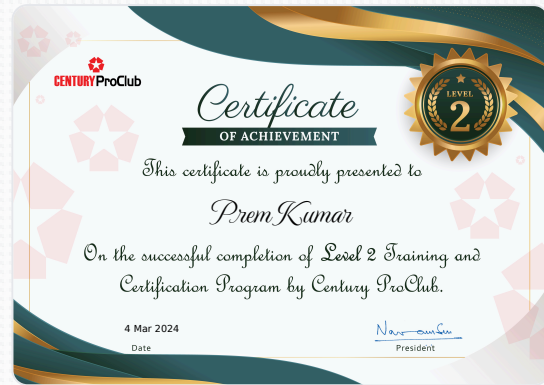 CENTURY ProClub
LEVEL
2
Certificate
OF ACHIEVEMENT
This certificate is proudly presented to
Prem Kumar
On the successful completion of Level 2 Training and
Certification Program by Century ProClub.
4 Mar 2024
Date
President